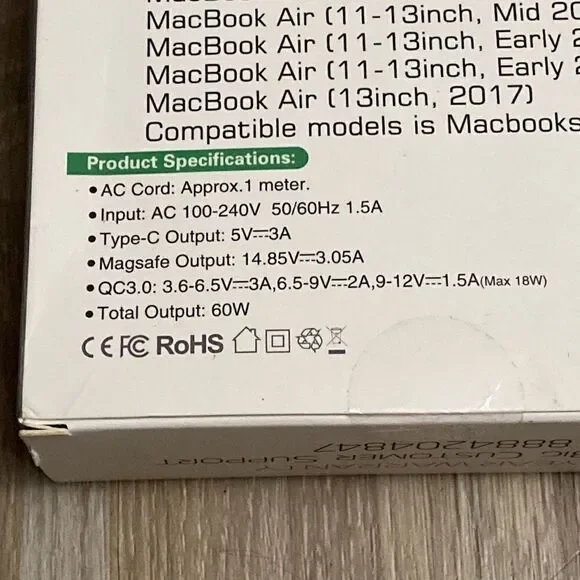 MacBook Air (11-13inch, Mid 20
MacBook Air (11-13inch, Early 2
MacBook Air (11-13inch, Early 2
MacBook Air (13inch, 2017)
Compatible models is Macbooks
Product Specifications:
• AC Cord: Approx.1 meter.
• Input: AC 100-240V 50/60Hz 1.5A
• Type-C Output: 5V⎓3A
• Magsafe Output: 14.85V⎓3.05A
• QC3.0: 3.6-6.5V⎓3A,6.5-9V⎓2A,9-12V⎓1.5A(Max 18W)
• Total Output: 60W
CE FC RoHS
8884204847
Customer Support
Year Warranty